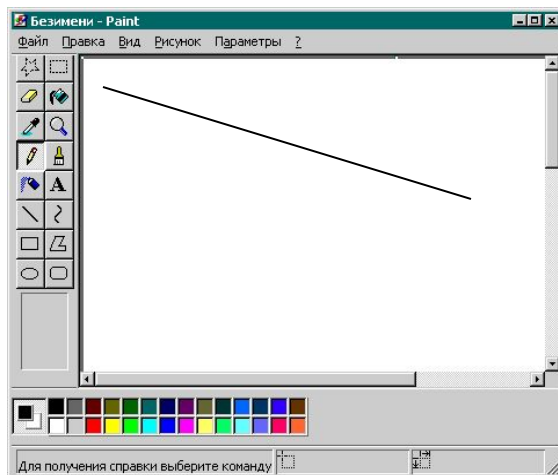 Безимени - Paint
Файл Правка Вид Рисунок Параметры ?
A
Для получения справки выберите команду